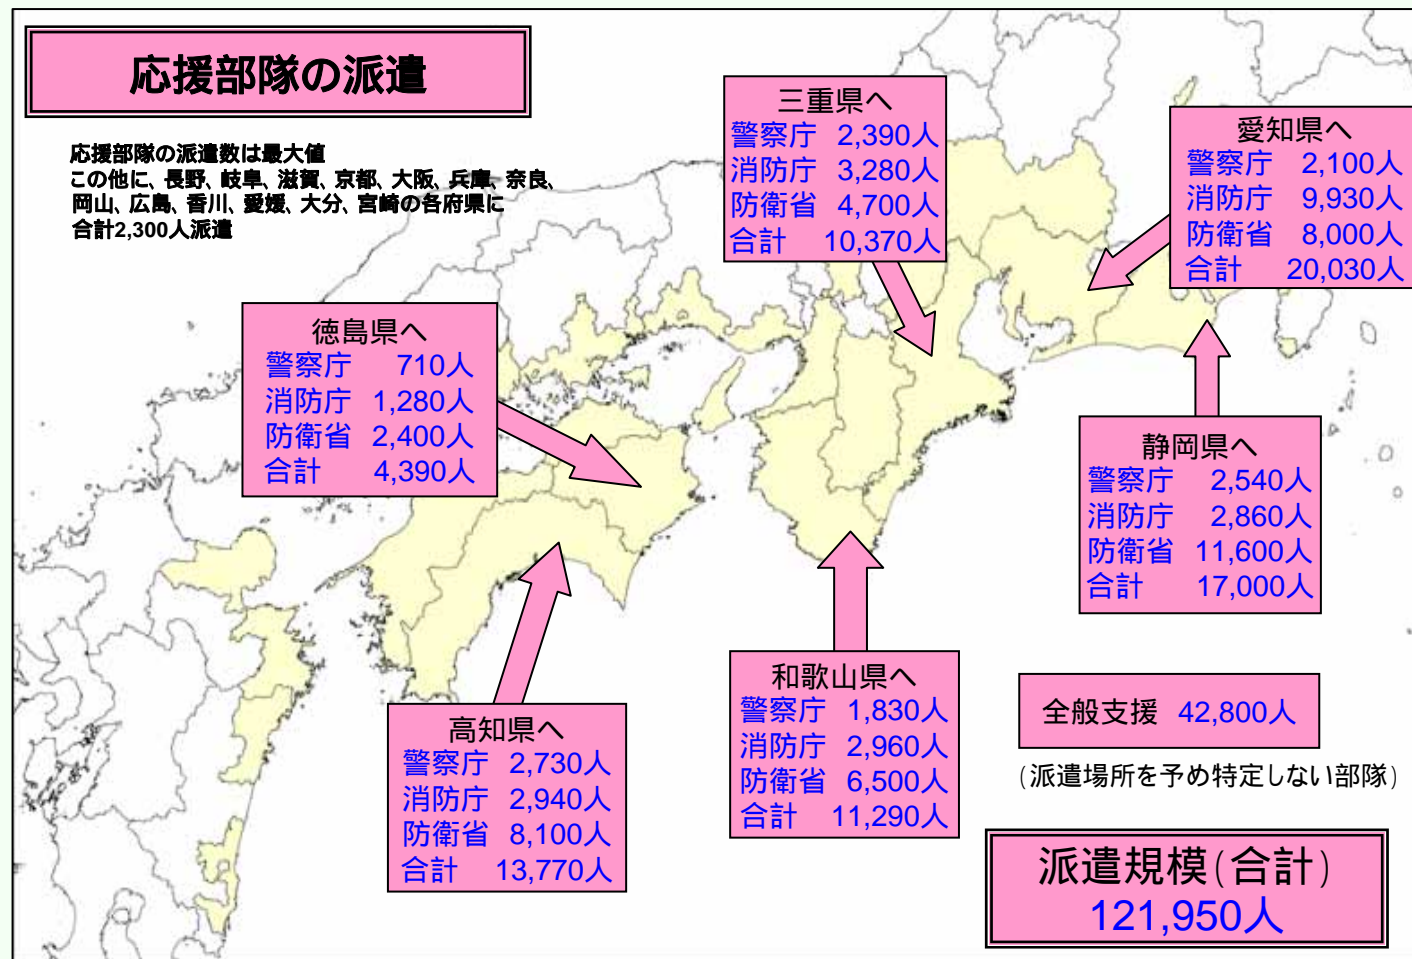 応援部隊の派遣
応援部隊の派遣数は最大値
この他に、長野、岐阜、滋賀、京都、大阪、兵庫、奈良、
岡山、広島、香川、愛媛、大分、宮崎の各府県に
合計2,300人派遣
三重県へ
警察庁 2,390人
消防庁 3,280人
防衛省 4,700人
合計 10,370人
愛知県へ
警察庁 2,100人
消防庁 9,930人
防衛省 8,000人
合計 20,030人
徳島県へ
警察庁 710人
消防庁 1,280人
防衛省 2,400人
合計 4,390人
静岡県へ
警察庁 2,540人
消防庁 2,860人
防衛省 11,600人
合計 17,000人
和歌山県へ
警察庁 1,830人
消防庁 2,960人
防衛省 6,500人
合計 11,290人
高知県へ
警察庁 2,730人
消防庁 2,940人
防衛省 8,100人
合計 13,770人
全般支援 42,800人
(派遣場所を予め特定しない部隊)
派遣規模(合計)
121,950人